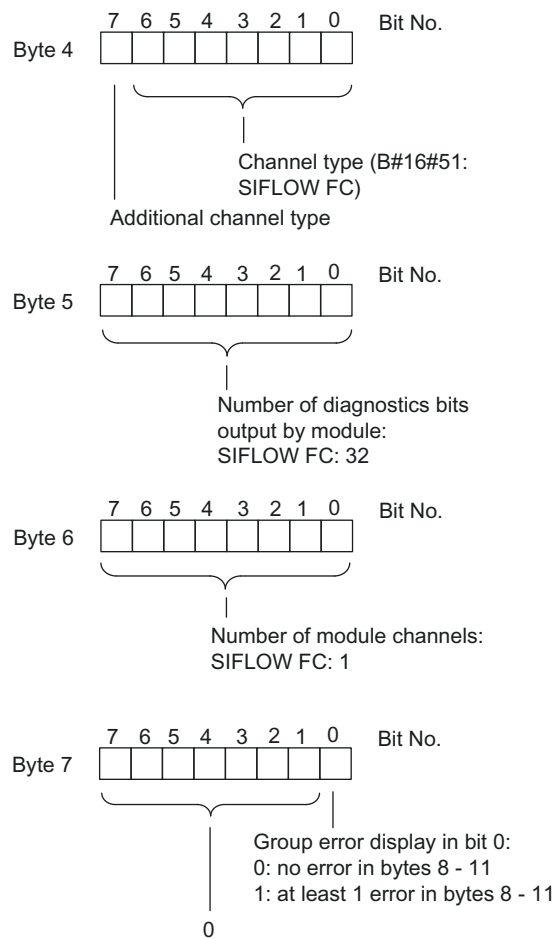 7 6 5 4 3 2 1 0 Bit No.
Byte 4
Channel type (B#16#51:
SIFLOW FC)
Additional channel type
7 6 5 4 3 2 1 0 Bit No.
Byte 5
Number of diagnostics bits
output by module:
SIFLOW FC: 32
7 6 5 4 3 2 1 0 Bit No.
Byte 6
Number of module channels:
SIFLOW FC: 1
7 6 5 4 3 2 1 0 Bit No.
Byte 7
Group error display in bit 0:
0: no error in bytes 8 - 11
1: at least 1 error in bytes 8 - 11
0